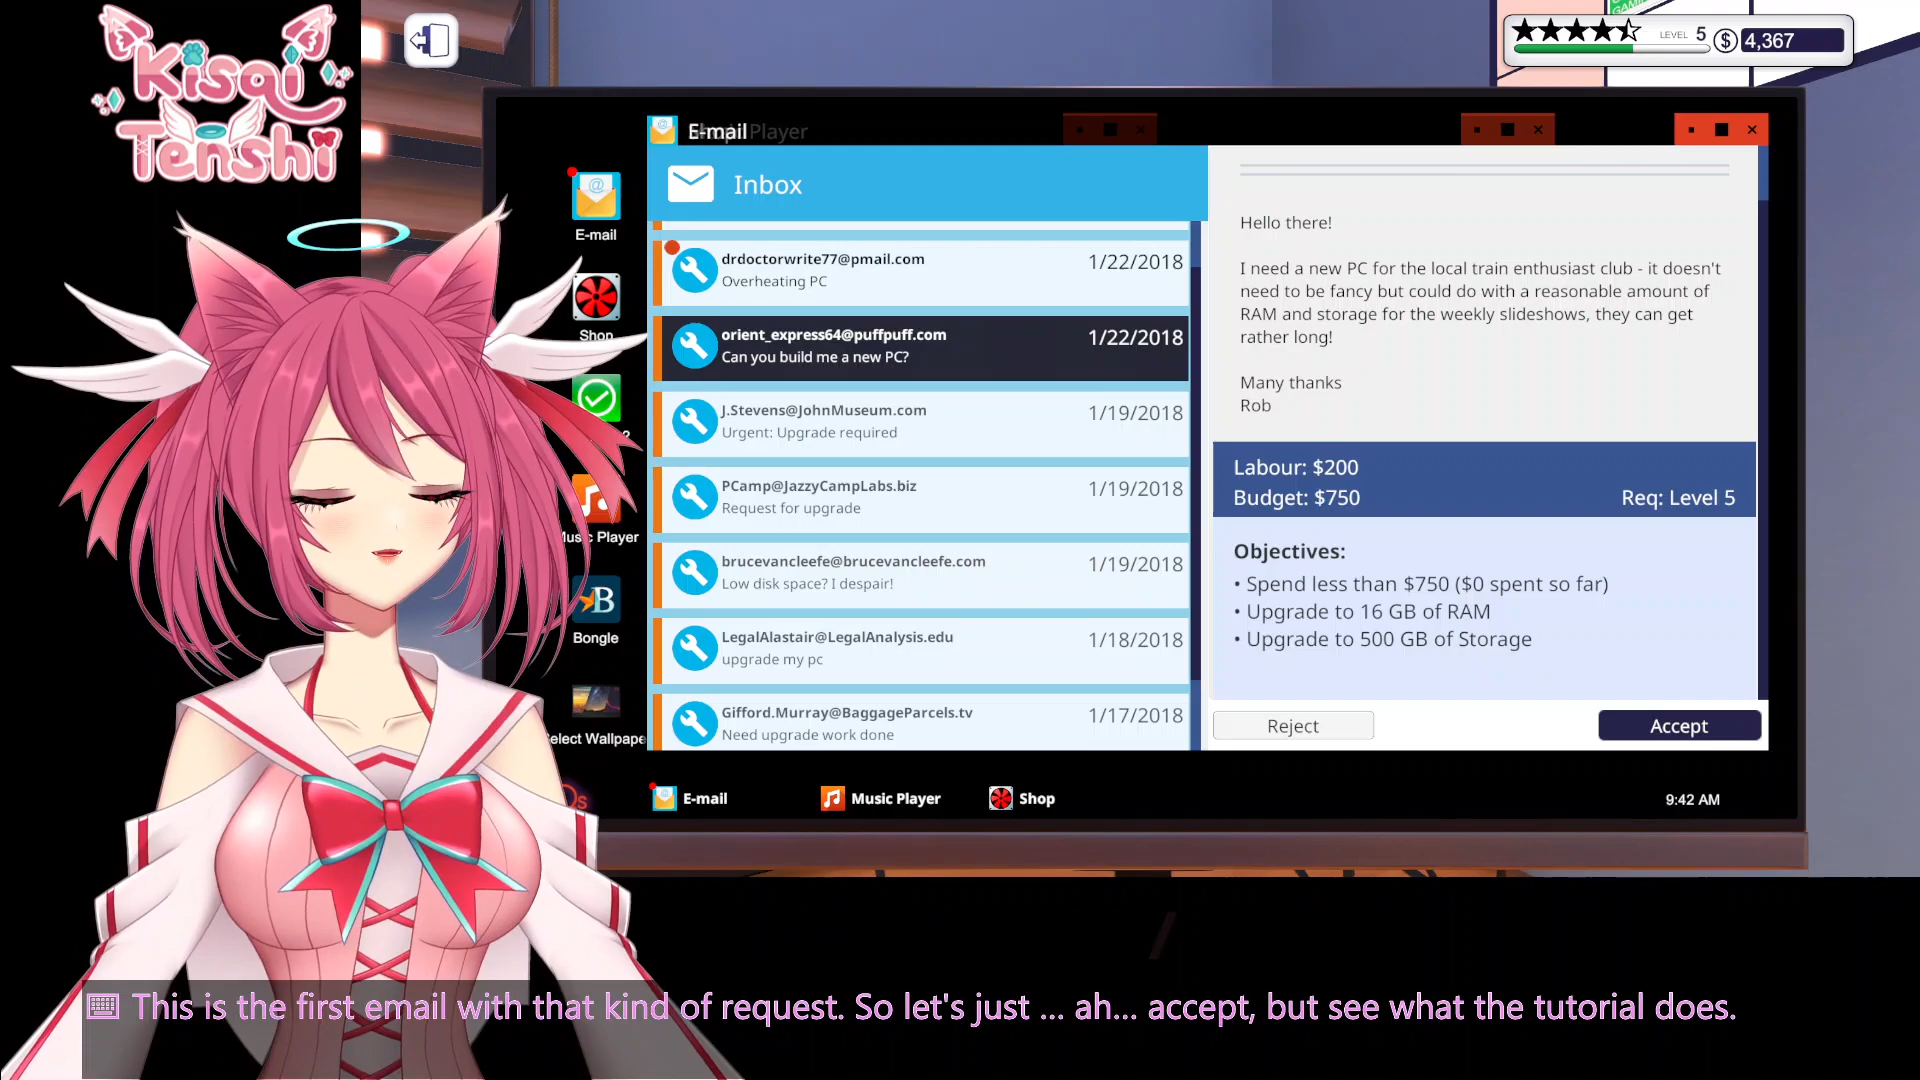 Kisai
Tenshi
LEVEL 5
$ 4,367
E-mail
Player
Inbox
drdoctorwrite77@pmail.com
1/22/2018
Overheating PC
orient_express64@puffpuff.com
1/22/2018
Can you build me a new PC?
J.Stevens@JohnMuseum.com
1/19/2018
Urgent: Upgrade required
PCamp@JazzyCampLabs.biz
1/19/2018
Request for upgrade
brucevancleefe@brucevancleefe.com
1/19/2018
Low disk space? I despair!
LegalAlastair@LegalAnalysis.edu
1/18/2018
upgrade my pc
Gifford.Murray@BaggageParcels.tv
1/17/2018
Need upgrade work done
Hello there!
I need a new PC for the local train enthusiast club - it doesn't
need to be fancy but could do with a reasonable amount of
RAM and storage for the weekly slideshows, they can get
rather long!
Many thanks
Rob
Labour: $200
Budget: $750
Req: Level 5
Objectives:
• Spend less than $750 ($0 spent so far)
• Upgrade to 16 GB of RAM
• Upgrade to 500 GB of Storage
Reject
Accept
E-mail
Shop
Music Player
B
Bongle
elect Wallpape
E-mail
Music Player
Shop
9:42 AM
This is the first email with that kind of request. So let's just ... ah... accept, but see what the tutorial does.